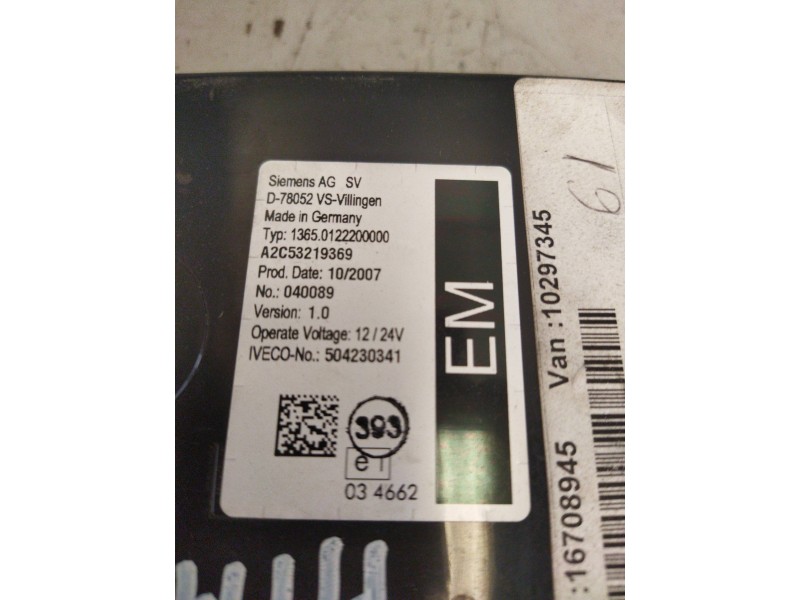 Siemens AG SV
D-78052 VS-Villingen
Made in Germany
Typ: 1365.0122200000
A2C53219369
Prod. Date: 10/2007
No.: 040089
Version: 1.0
Operate Voltage: 12 / 24V
IVECO-No.: 504230341
393
e1
03 4662
EM
61
Van :10297345
:16708945